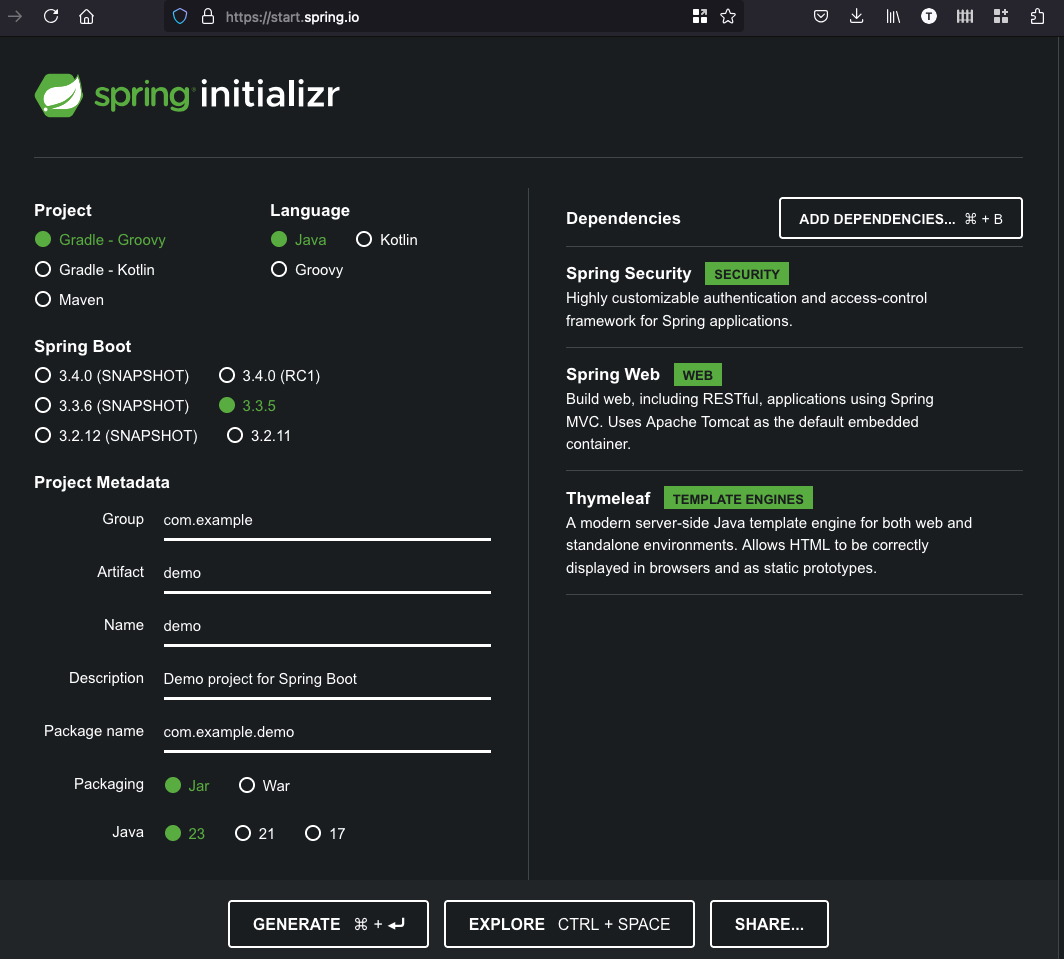 https://start.spring.io
T
spring initializr
Project
Gradle - Groovy
Gradle - Kotlin
Maven
Language
Java Kotlin
Groovy
Spring Boot
3.4.0 (SNAPSHOT) 3.4.0 (RC1)
3.3.6 (SNAPSHOT) 3.3.5
3.2.12 (SNAPSHOT) 3.2.11
Project Metadata
Group com.example
Artifact demo
Name demo
Description Demo project for Spring Boot
Package name com.example.demo
Packaging Jar War
Java 23 21 17
Dependencies ADD DEPENDENCIES... ⌘ + B
Spring Security SECURITY
Highly customizable authentication and access-control
framework for Spring applications.
Spring Web WEB
Build web, including RESTful, applications using Spring
MVC. Uses Apache Tomcat as the default embedded
container.
Thymeleaf TEMPLATE ENGINES
A modern server-side Java template engine for both web and
standalone environments. Allows HTML to be correctly
displayed in browsers and as static prototypes.
GENERATE ⌘ + ⏎ EXPLORE CTRL + SPACE SHARE...